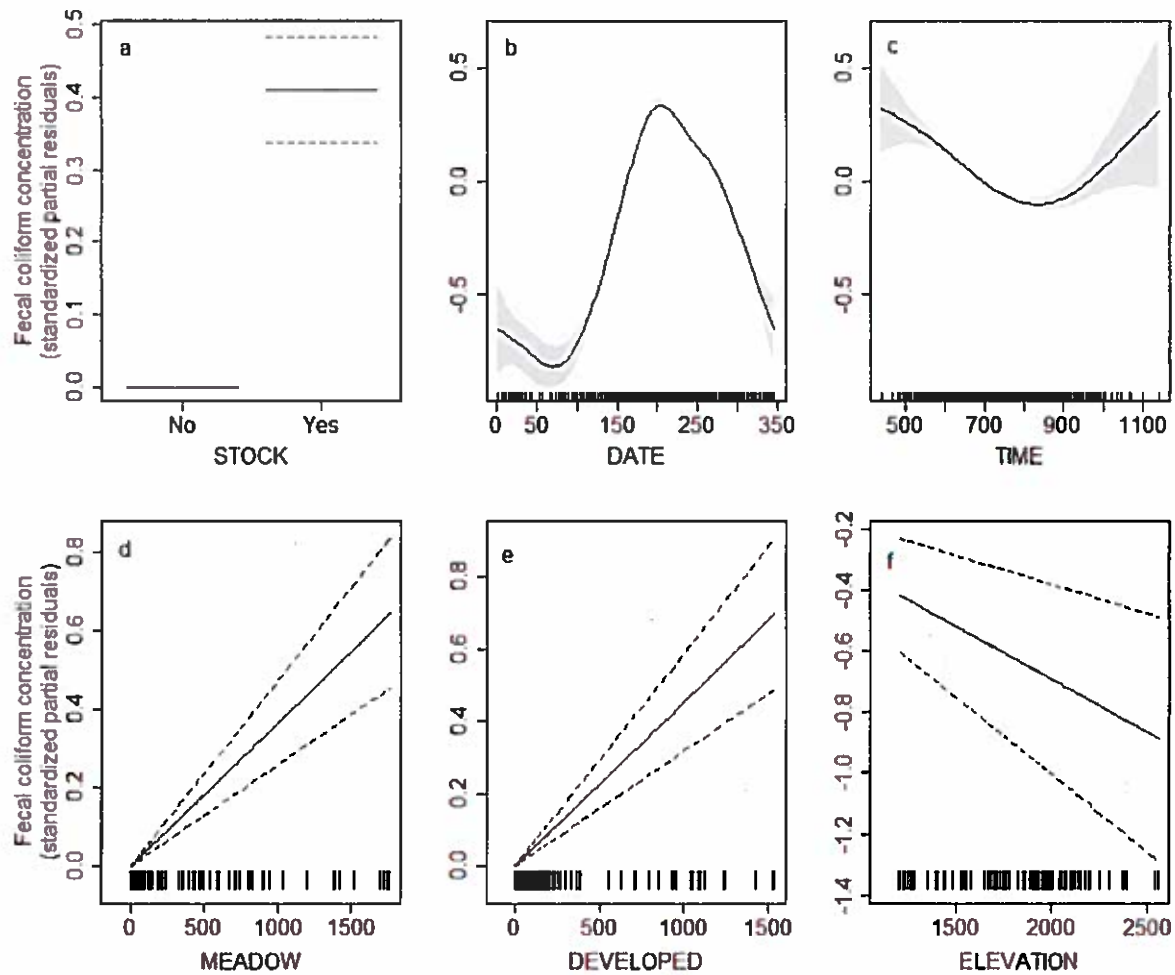 Fecal coliform concentration
(standardized partial residuals)
a
0.5
0.4
0.3
0.2
0.1
0.0
No
Yes
STOCK
b
0.5
0.0
-0.5
0
50
150
250
350
DATE
c
0.5
0.0
-0.5
500
700
900
1100
TIME
Fecal coliform concentration
(standardized partial residuals)
d
0.8
0.6
0.4
0.2
0.0
0
500
1000
1500
MEADOW
e
0.8
0.6
0.4
0.2
0.0
0
500
1000
1500
DEVELOPED
f
-0.2
-0.4
-0.6
-0.8
-1.0
-1.2
-1.4
1500
2000
2500
ELEVATION